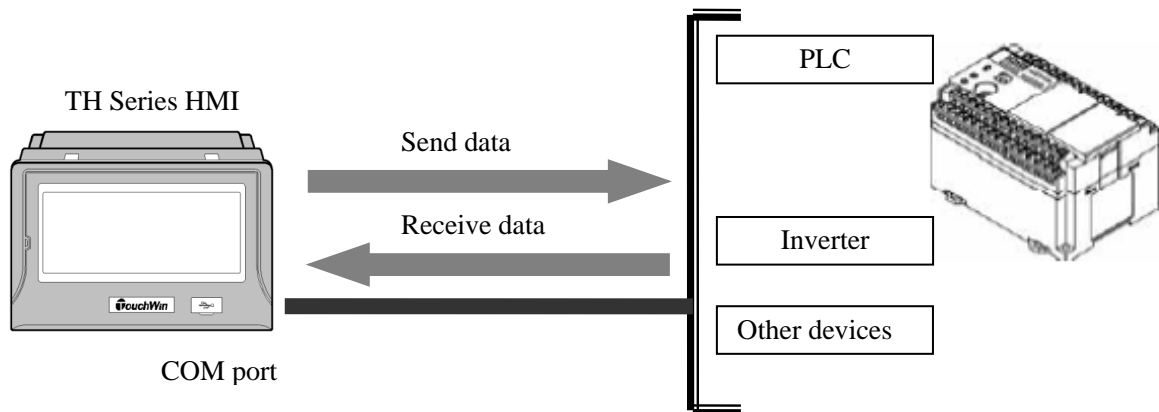 TH Series HMI
Send data
Receive data
TouchWin
COM port
PLC
Inverter
Other devices